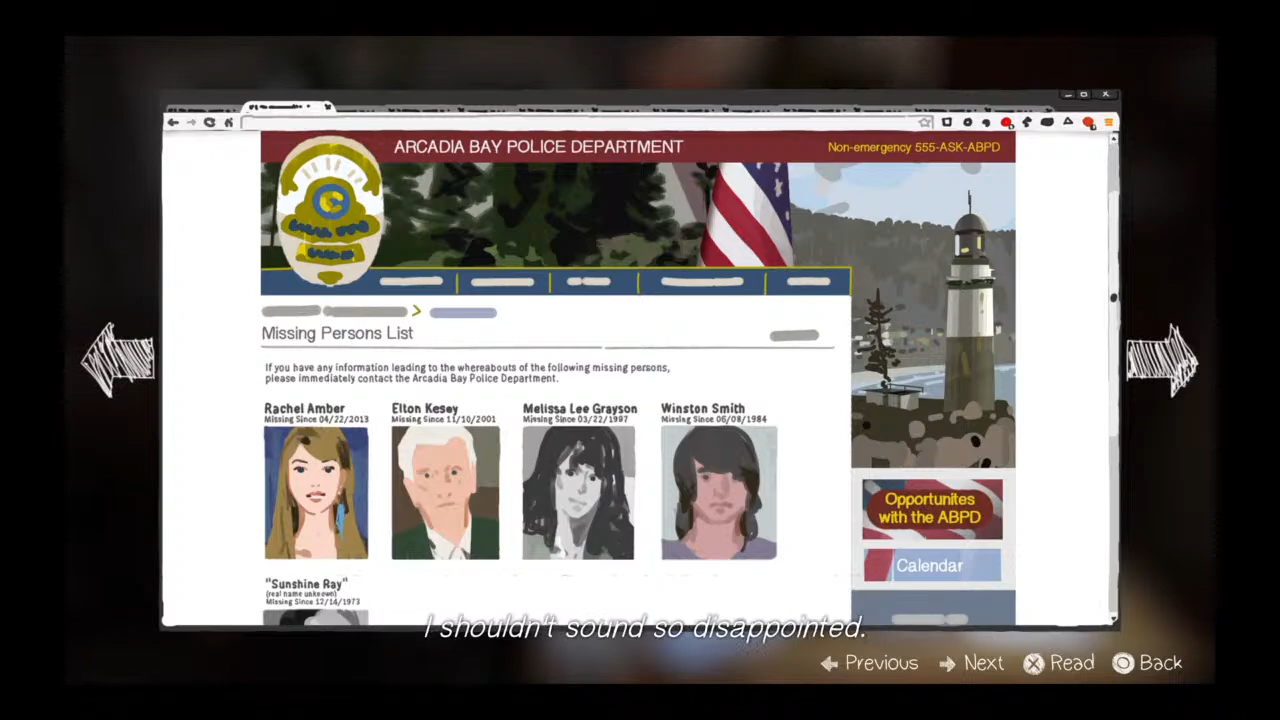 ARCADIA BAY POLICE DEPARTMENT
Non-emergency 555-ASK-ABPD
Missing Persons List
If you have any information leading to the whereabouts of the following missing persons,
please immediately contact the Arcadia Bay Police Department.
Rachel Amber
Missing Since 04/22/2013
Elton Kesey
Missing Since 11/10/2001
Melissa Lee Grayson
Missing Since 03/22/1997
Winston Smith
Missing Since 06/08/1984
"Sunshine Ray"
(real name unknown)
Missing Since 12/14/1973
Opportunites
with the ABPD
Calendar
I shouldn't sound so disappointed.
Previous
Next
Read
Back